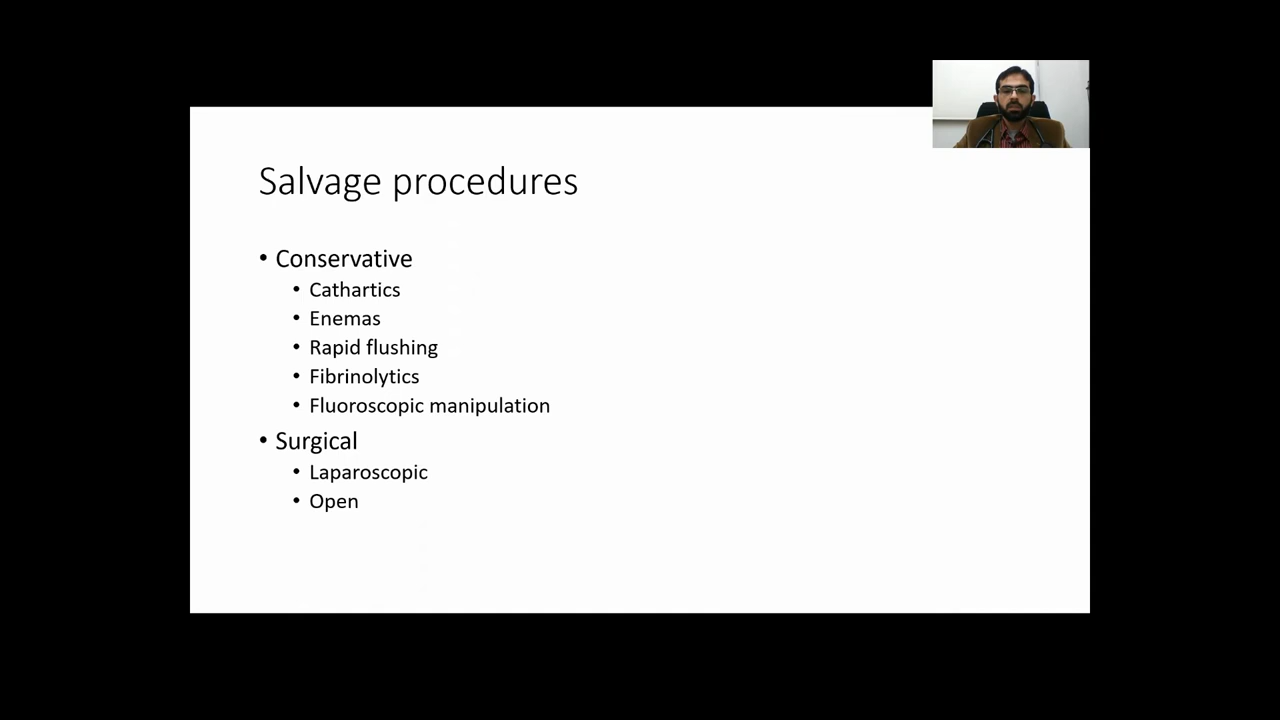 Salvage procedures
• Conservative
• Cathartics
• Enemas
• Rapid flushing
• Fibrinolytics
• Fluoroscopic manipulation
• Surgical
• Laparoscopic
• Open